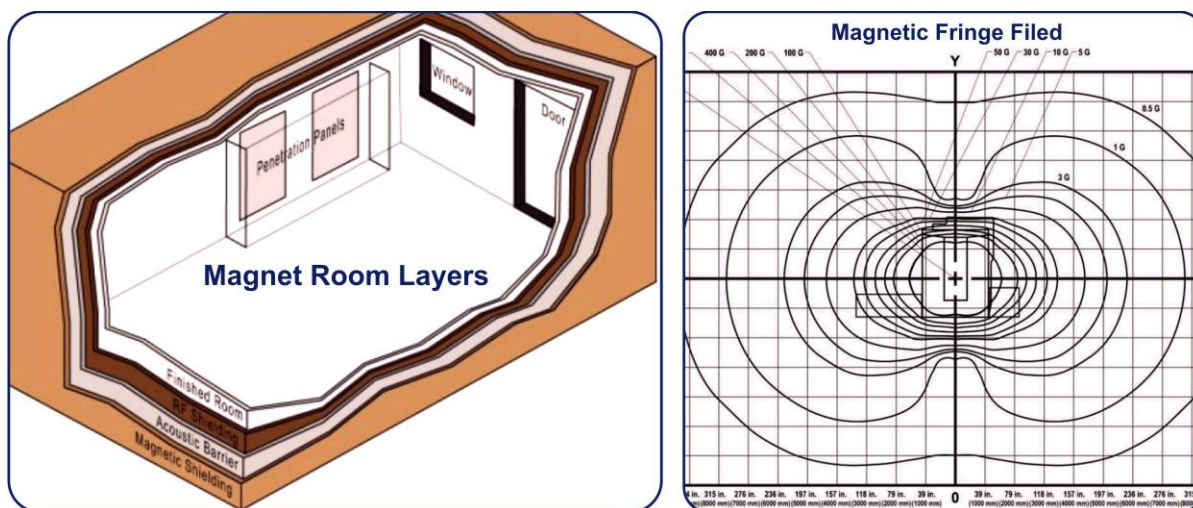 Window
Door
Penetration Panels
Magnet Room Layers
Finished Room
RF Shielding
Acoustic Barrier
Magnetic Shielding
Magnetic Fringe Filed
400 G 200 G 100 G 50 G 30 G 10 G 5 G
Y
0.5 G
1 G
3 G
315 in. 276 in. 236 in. 197 in. 157 in. 118 in. 79 in. 39 in. 0 39 in. 79 in. 118 in. 157 in. 197 in. 236 in. 276 in.
(8000 mm) (7000 mm) (6000 mm) (5000 mm) (4000 mm) (3000 mm) (2000 mm) (1000 mm) (1000 mm) (2000 mm) (3000 mm) (4000 mm) (5000 mm) (6000 mm) (7000 mm)